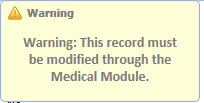 Warning
Warning: This record must
be modified through the
Medical Module.